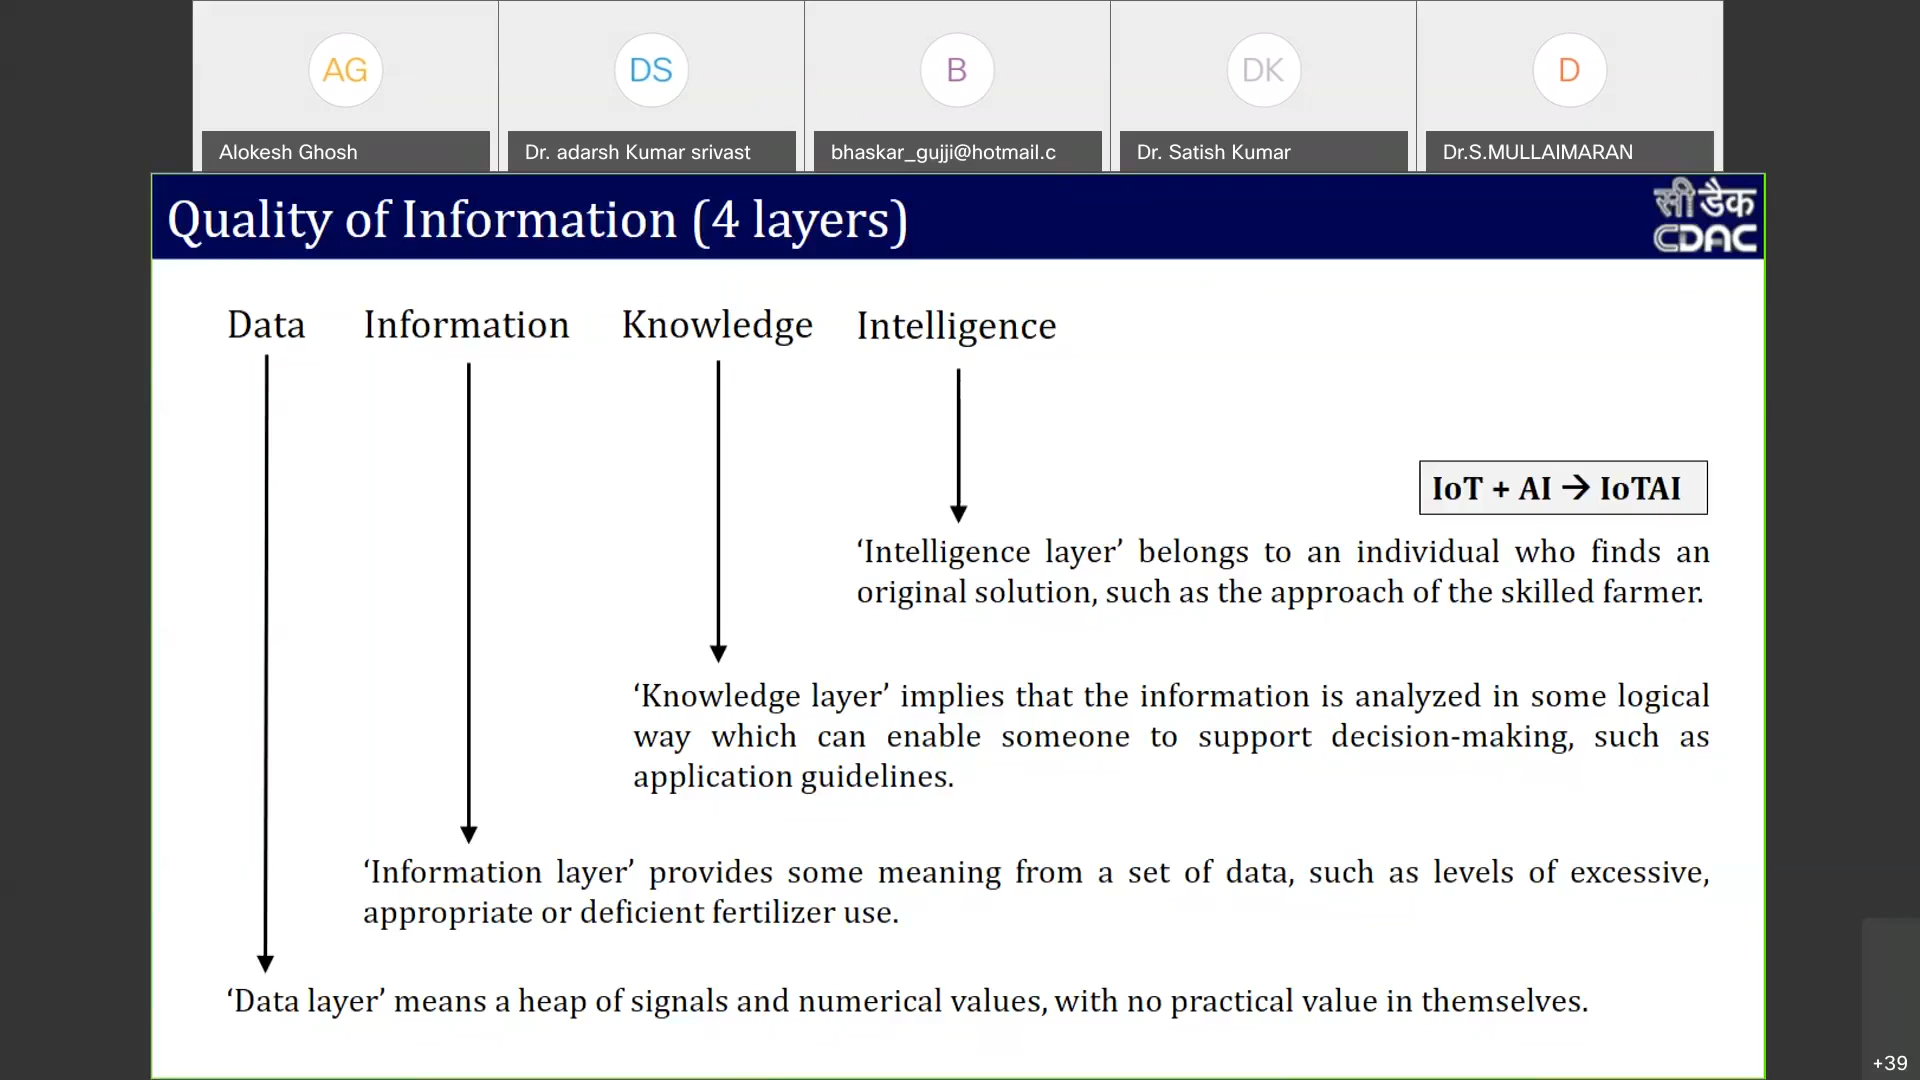 AG
DS
B
DK
D
Alokesh Ghosh
Dr. adarsh Kumar srivast
bhaskar_gujji@hotmail.c
Dr. Satish Kumar
Dr.S.MULLAIMARAN
Quality of Information (4 layers)
सी डैक
CDAC
Data
Information
Knowledge
Intelligence
IoT + AI → IoTAI
‘Intelligence layer’ belongs to an individual who finds an
original solution, such as the approach of the skilled farmer.
‘Knowledge layer’ implies that the information is analyzed in some logical
way which can enable someone to support decision-making, such as
application guidelines.
‘Information layer’ provides some meaning from a set of data, such as levels of excessive,
appropriate or deficient fertilizer use.
‘Data layer’ means a heap of signals and numerical values, with no practical value in themselves.
+39